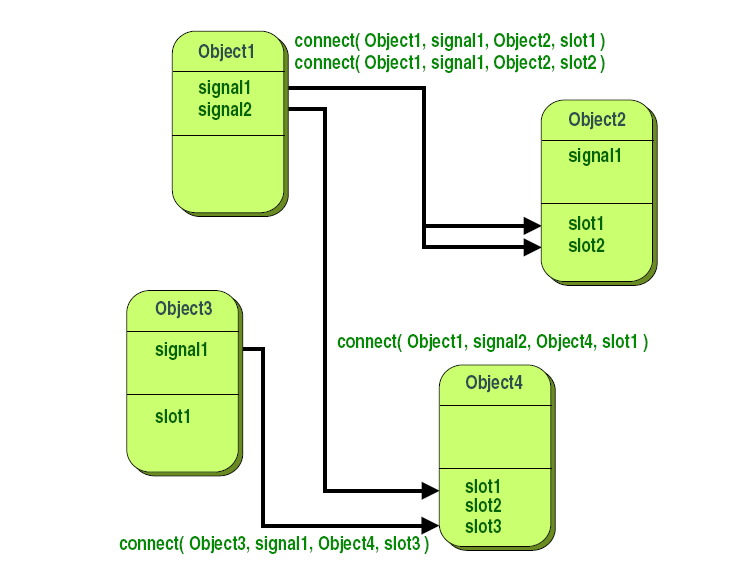 Object1
signal1
signal2
connect( Object1, signal1, Object2, slot1 )
connect( Object1, signal1, Object2, slot2 )
Object2
signal1
slot1
slot2
Object3
signal1
slot1
connect( Object1, signal2, Object4, slot1 )
Object4
slot1
slot2
slot3
connect( Object3, signal1, Object4, slot3 )